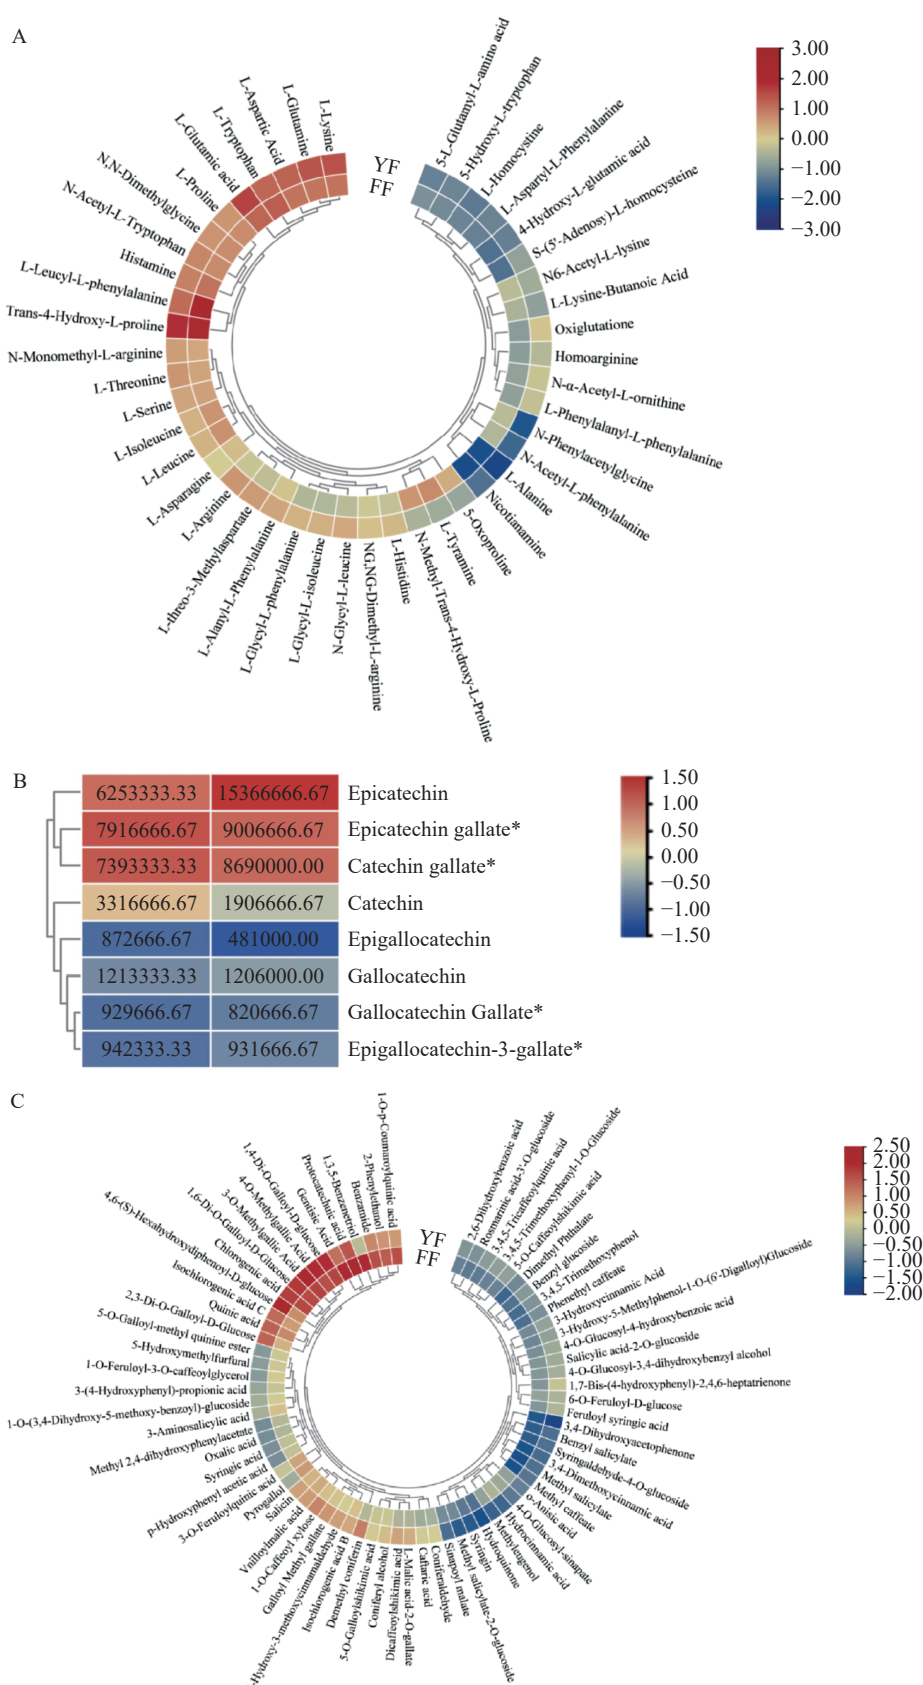 A
5-L-Glutamyl-L-amino acid
5-Hydroxy-L-tryptophan
L-Homocystine
L-Aspartyl-L-Phenylalanine
4-Hydroxy-L-glutamic acid
S-(5'-Adenosy)-L-homocysteine
N6-Acetyl-L-lysine
L-Lysine-Butanoic Acid
Oxiglutatione
Homoarginine
N-α-Acetyl-L-ornithine
L-Phenylalanyl-L-phenylalanine
N-Phenylacetylglycine
N-Acetyl-L-phenylalanine
L-Alanine
Nicotianamine
5-Oxoproline
L-Tyramine
N-Methyl-Trans-4-Hydroxy-L-Proline
L-Histidine
NG,NG-Dimethyl-L-arginine
N-Glycyl-L-leucine
L-Glycyl-L-isoleucine
L-Glycyl-L-phenylalanine
L-Alanyl-L-Phenylalanine
L-threo-3-Methylaspartate
L-Arginine
L-Asparagine
L-Leucine
L-Isoleucine
L-Serine
L-Threonine
N-Monomethyl-L-arginine
Trans-4-Hydroxy-L-proline
L-Leucyl-L-phenylalanine
Histamine
N-Acetyl-L-Tryptophan
N,N-Dimethylglycine
L-Proline
L-Glutamic acid
L-Tryptophan
L-Aspartic Acid
L-Glutamine
L-Lysine
YF
FF
3.00
2.00
1.00
0.00
−1.00
−2.00
−3.00
B
6253333.33 15366666.67 Epicatechin
7916666.67 9006666.67 Epicatechin gallate*
7393333.33 8690000.00 Catechin gallate*
3316666.67 1906666.67 Catechin
872666.67 481000.00 Epigallocatechin
1213333.33 1206000.00 Gallocatechin
929666.67 820666.67 Gallocatechin Gallate*
942333.33 931666.67 Epigallocatechin-3-gallate*
1.50
1.00
0.50
0.00
−0.50
−1.00
−1.50
C
2,6-Dihydroxybenzoic acid
Rosmarinic acid-3'-O-glucoside
3,4,5-Tricaffeoylquinic acid
3,4,5-Trimethoxyphenyl-1-O-Glucoside
5-O-Caffeoylshikimic acid
Dimethyl Phthalate
Benzyl glucoside
3,4,5-Trimethoxyphenol
Phenethyl caffeate
3-Hydroxycinnamic Acid
3-Hydroxy-5-Methylphenol-1-O-(6'-Digalloyl)Glucoside
4-O-Glucosyl-4-hydroxybenzoic acid
Salicylic acid-2-O-glucoside
4-O-Glucosyl-3,4-dihydroxybenzyl alcohol
1,7-Bis-(4-hydroxyphenyl)-2,4,6-heptatrienone
6-O-Feruloyl-D-glucose
Feruloyl syringic acid
3,4-Dihydroxyacetophenone
Benzyl salicylate
Syringaldehyde-4-O-glucoside
3,4-Dimethoxycinnamic acid
Methyl salicylate
Methyl caffeate
o-Anisic acid
Hydrocinnamic acid
Methyleugenol
Hydroquinone
Syringin
Methyl salicylate-2-O-glucoside
Sinapoyl malate
Coniferaldehyde
Caftaric acid
L-Malic acid-2-O-gallate
Dicaffeoylshikimic acid
Coniferyl alcohol
5-O-Galloylshikimic acid
Demethyl coniferin
Isochlorogenic acid B
-Hydroxy-3-methoxycinnamaldehyde
Galloyl Methyl gallate
1-O-Caffeoyl xylose
Vnilloylmalic acid
Salicin
Pyrogallol
3-O-Feruloylquinic acid
p-Hydroxyphenyl acetic acid
Syringic acid
Oxalic acid
Methyl 2,4-dihydroxyphenylacetate
3-Aminosalicylic acid
1-O-(3,4-Dihydroxy-5-methoxy-benzoyl)-glucoside
3-(4-Hydroxyphenyl)-propionic acid
1-O-Feruloyl-3-O-caffeoylglycerol
5-Hydroxymethylfurfural
5-O-Galloyl-methyl quinine ester
2,3-Di-O-Galloyl-D-Glucose
Quinic acid
Isochlorogenic acid C
4,6-(S)-Hexahydroxydiphenoyl-D-glucose
Chlorogenic acid
1,6-Di-O-Galloyl-D-Glucose
3-O-Methylgallic Acid
4-O-Methylgallic Acid
1,4-Di-O-Galloyl-D-glucose
Gentisic Acid
Protocatechuic acid
1,3,5-Benzenetriol
Benzamide
2-Phenylethanol
1-O-p-Coumaroylquinic acid
YF
FF
2.50
2.00
1.50
1.00
0.50
0.00
−0.50
−1.00
−1.50
−2.00